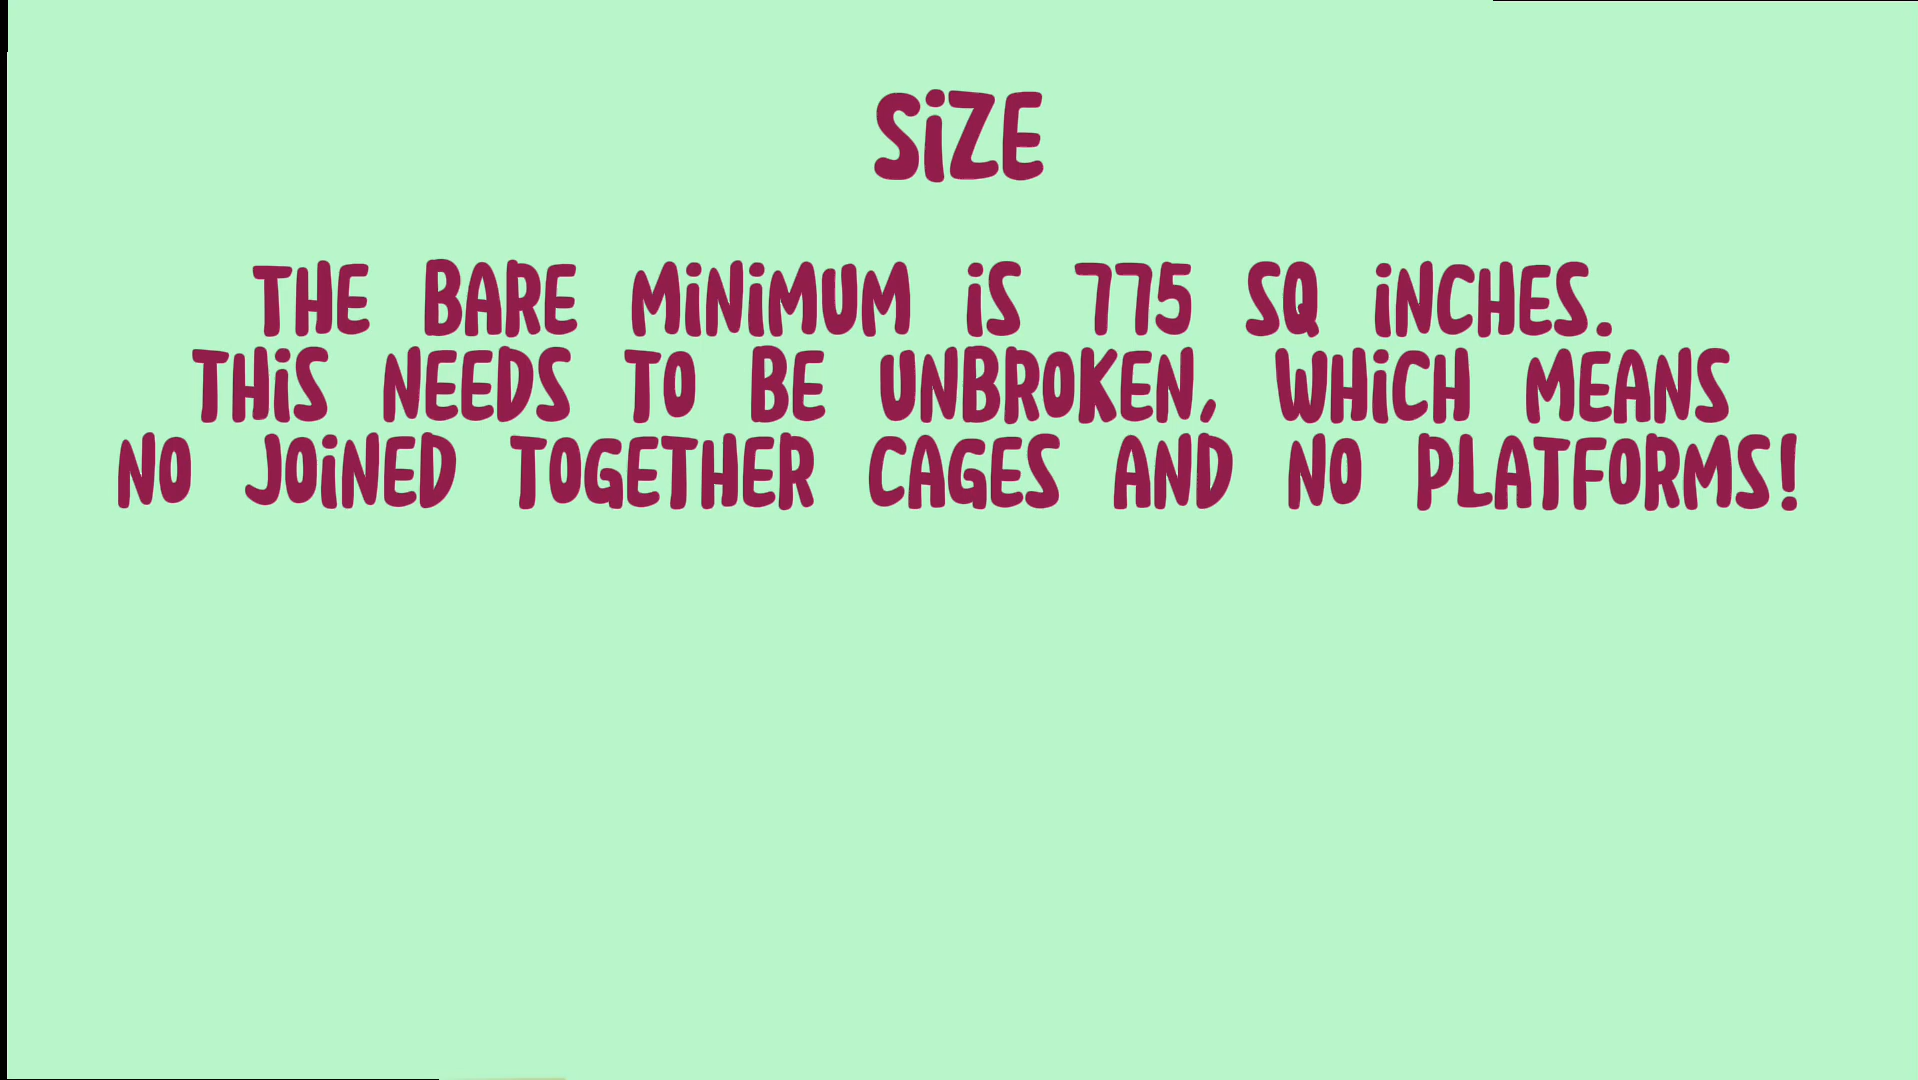 SiZE
THE BARE MiNiMUM iS 775 SQ iNCHES.
THiS NEEDS TO BE UNBROKEN, WHiCH MEANS
NO JOiNED TOGETHER CAGES AND NO PLATFORMS!